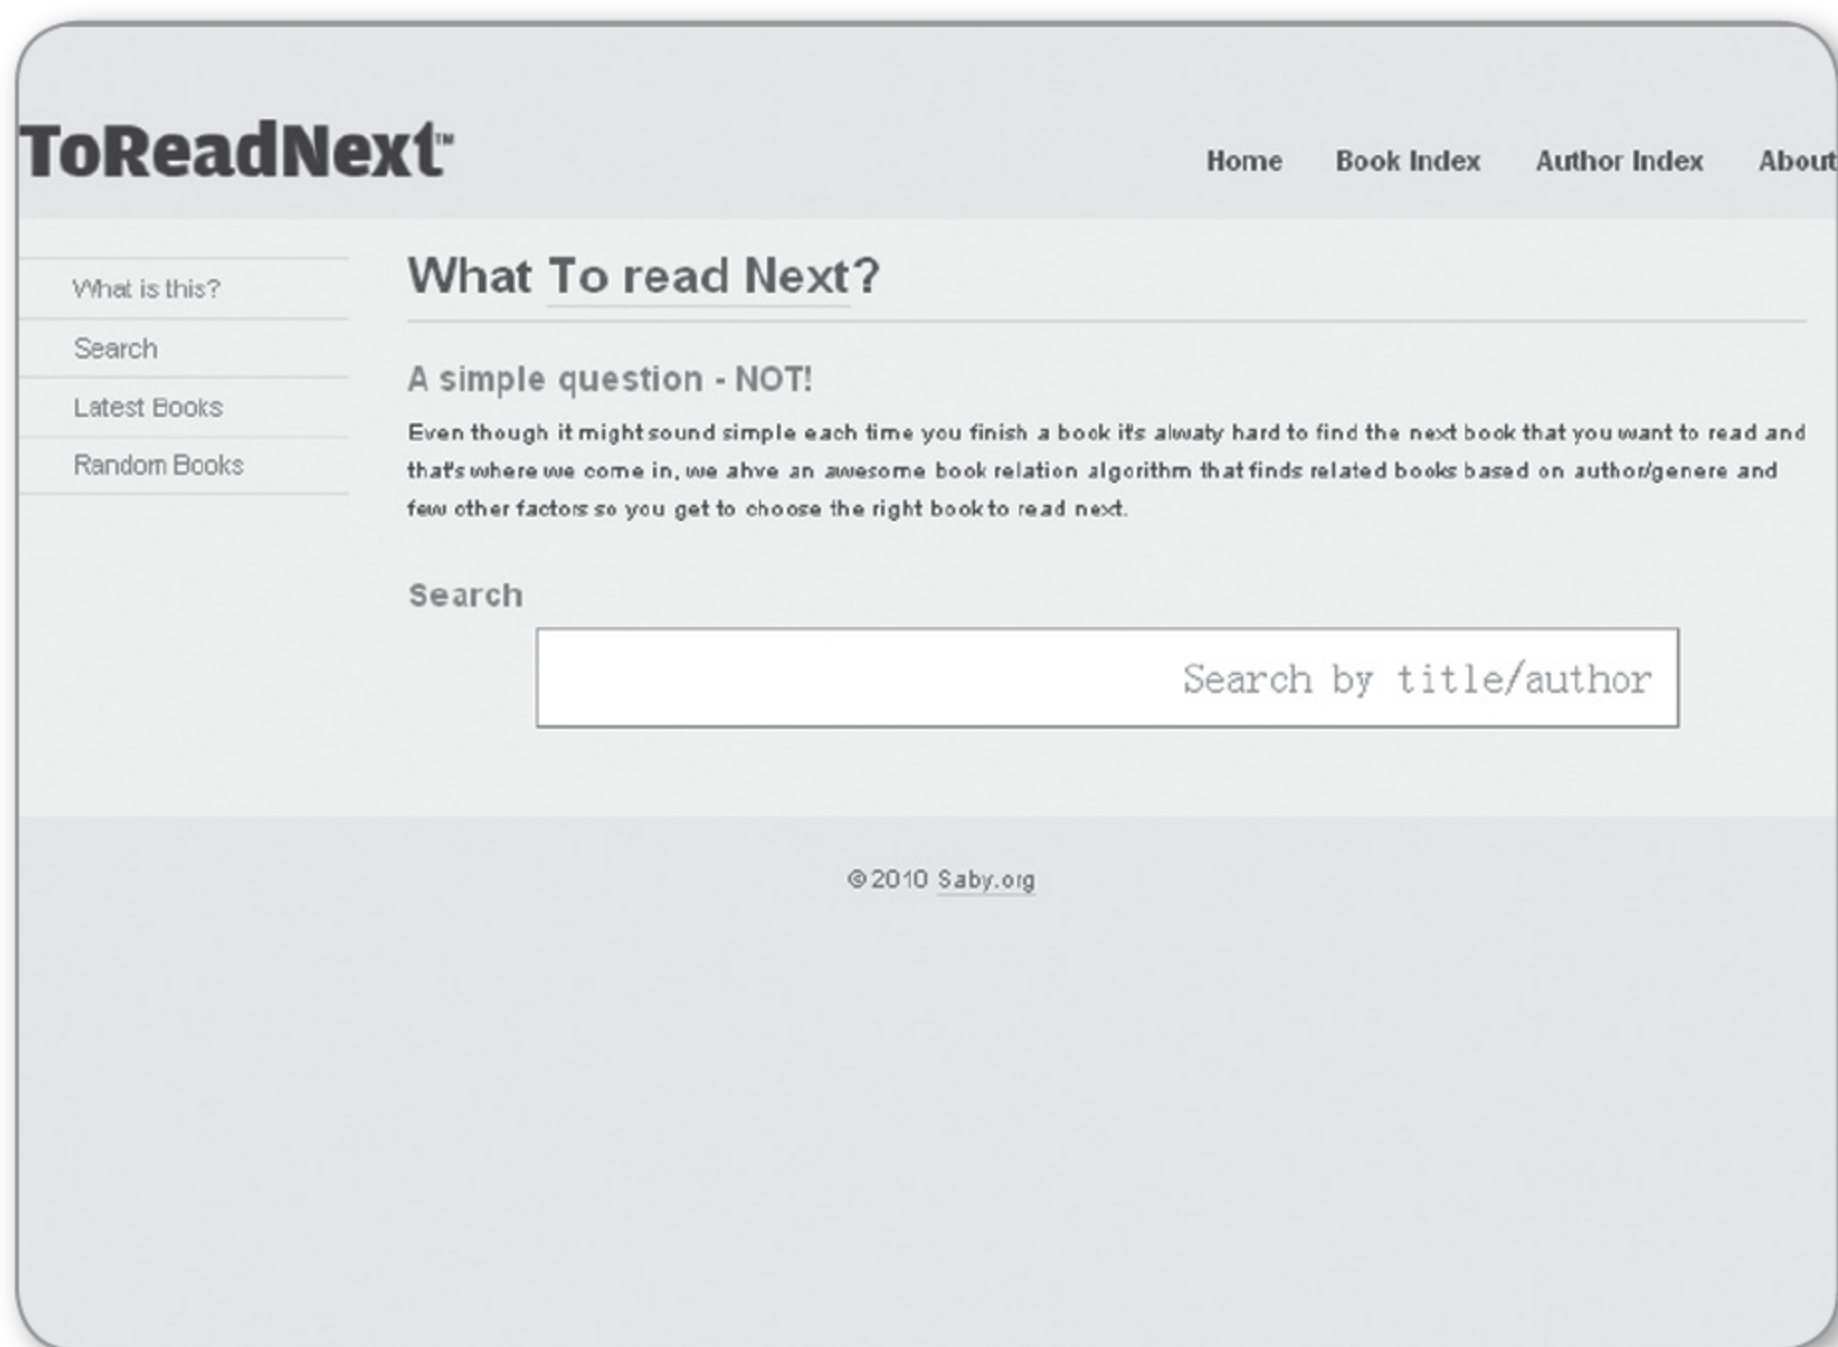 ToReadNext™
Home Book Index Author Index About
What is this?
Search
Latest Books
Random Books
What To read Next?
A simple question - NOT!
Even though it might sound simple each time you finish a book it's alwaty hard to find the next book that you want to read and
that's where we come in, we ahve an awesome book relation algorithm that finds related books based on author/genere and
few other factors so you get to choose the right book to read next.
Search
Search by title/author
©2010 Saby.org